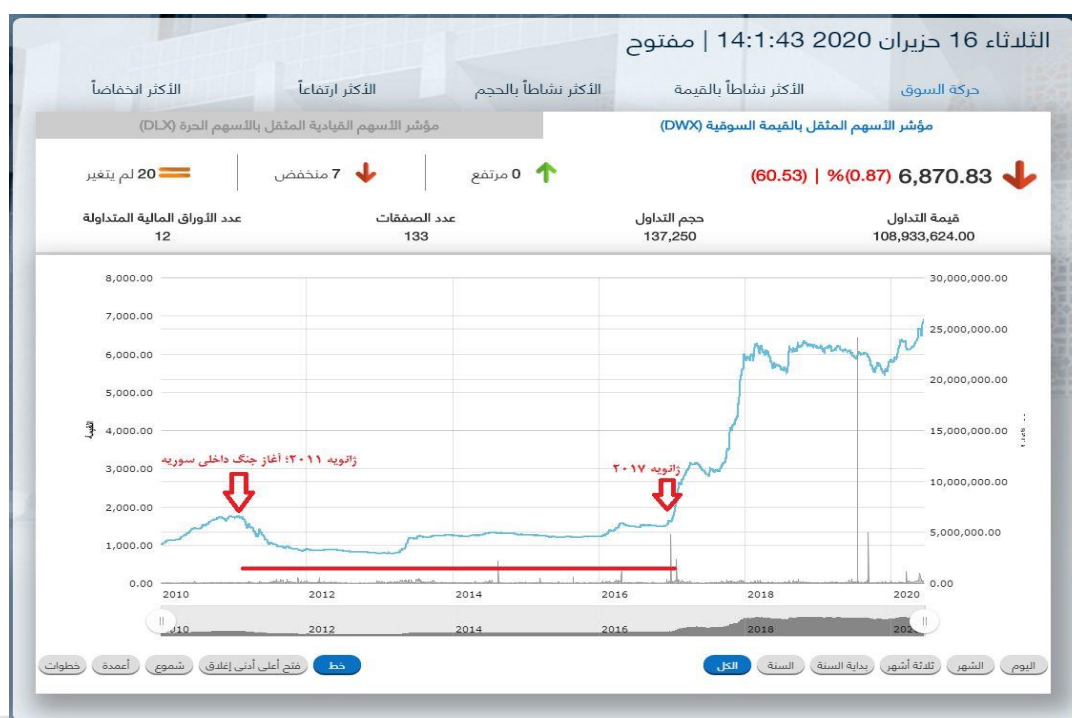 الثلاثاء 16 حزيران 2020 14:1:43 | مفتوح
حركة السوق
الأكثر نشاطاً بالقيمة
الأكثر نشاطاً بالحجم
الأكثر ارتفاعاً
الأكثر انخفاضاً
مؤشر الأسهم المثقل بالقيمة السوقية (DWX)
مؤشر الأسهم القيادية المثقل بالأسهم الحرة (DLX)
6,870.83 %(0.87) | (60.53)
0 مرتفع
7 منخفض
20 لم يتغير
قيمة التداول
108,933,624.00
حجم التداول
137,250
عدد الصفقات
133
عدد الأوراق المالية المتداولة
12
8,000.00
7,000.00
6,000.00
5,000.00
4,000.00
3,000.00
2,000.00
1,000.00
0.00
القيمة
30,000,000.00
25,000,000.00
20,000,000.00
15,000,000.00
10,000,000.00
5,000,000.00
0.00
ژانویه ۲۰۱۱؛ آغاز جنگ داخلی سوریه
ژانویه ۲۰۱۷
2010 2012 2014 2016 2018 2020
2012 2014 2016 2018
اليوم
الشهر
ثلاثة أشهر
بداية السنة
السنة
الكل
خط
فتح أعلى أدنى إغلاق
شموع
أعمدة
خطوات